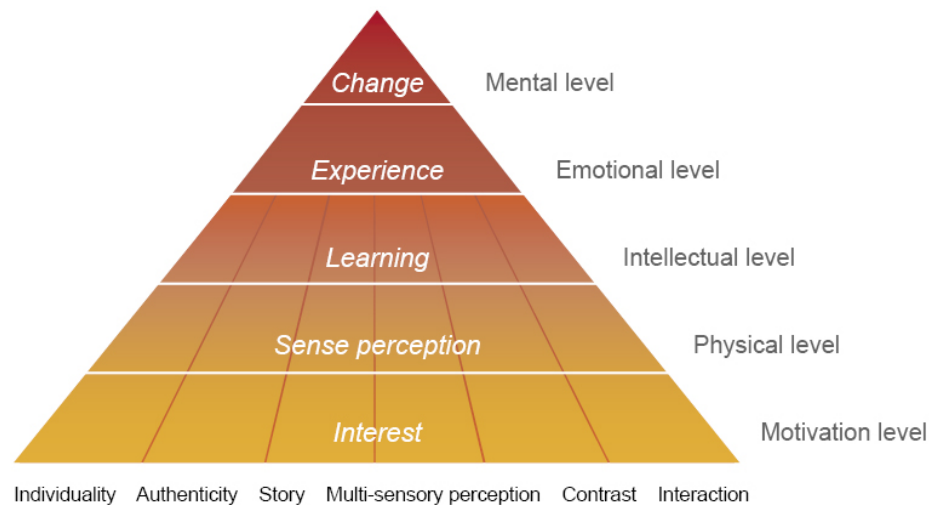 Change Mental level
Experience Emotional level
Learning Intellectual level
Sense perception Physical level
Interest Motivation level
Individuality Authenticity Story Multi-sensory perception Contrast Interaction